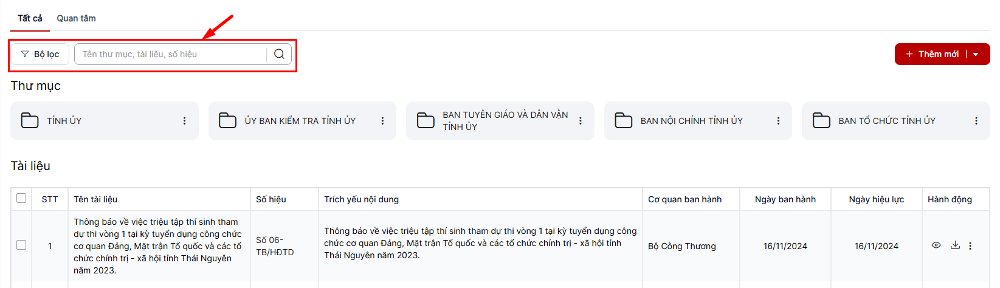 Tất cả Quan tâm
Bộ lọc Tên thư mục, tài liệu, số hiệu Thêm mới
Thư mục
TỈNH ỦY
ỦY BAN KIỂM TRA TỈNH ỦY
BAN TUYÊN GIÁO VÀ DÂN VẬN
TỈNH ỦY
BAN NỘI CHÍNH TỈNH ỦY
BAN TỔ CHỨC TỈNH ỦY
Tài liệu
STT Tên tài liệu Số hiệu Trích yếu nội dung Cơ quan ban hành Ngày ban hành Ngày hiệu lực Hành động
1
Thông báo về việc triệu tập thí sinh tham
dự thi vòng 1 tại kỳ tuyển dụng công chức
cơ quan Đảng, Mặt trận Tổ quốc và các tổ
chức chính trị - xã hội tỉnh Thái Nguyên
năm 2023.
Số 06-
TB/HĐTD
Thông báo về việc triệu tập thí sinh tham dự thi vòng 1 tại kỳ tuyển dụng công
chức cơ quan Đảng, Mặt trận Tổ quốc và các tổ chức chính trị - xã hội tỉnh
Thái Nguyên năm 2023.
Bộ Công Thương
16/11/2024
16/11/2024